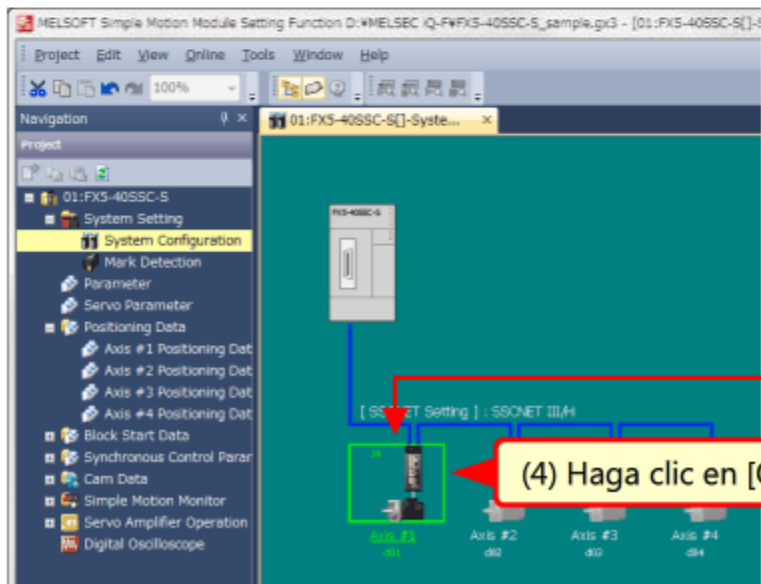 MELSOFT Simple Motion Module Setting Function D:¥MELSEC iQ-F¥FX5-40SSC-S_sample.gx3 - [01:FX5-40SSC-S[]-S
Project Edit View Online Tools Window Help
100%
Navigation
01:FX5-40SSC-S[]-Syste...
Project
01:FX5-40SSC-S
System Setting
System Configuration
Mark Detection
Parameter
Servo Parameter
Positioning Data
Axis #1 Positioning Dat
Axis #2 Positioning Dat
Axis #3 Positioning Dat
Axis #4 Positioning Dat
Block Start Data
Synchronous Control Parar
Cam Data
Simple Motion Monitor
Servo Amplifier Operation
Digital Oscilloscope
FX5-40SSC-S
[ SS ET Setting ] : SSCNET III/H
J4
(4) Haga clic en [
Axis #1 Axis #2 Axis #3 Axis #4
d01 d02 d03 d04